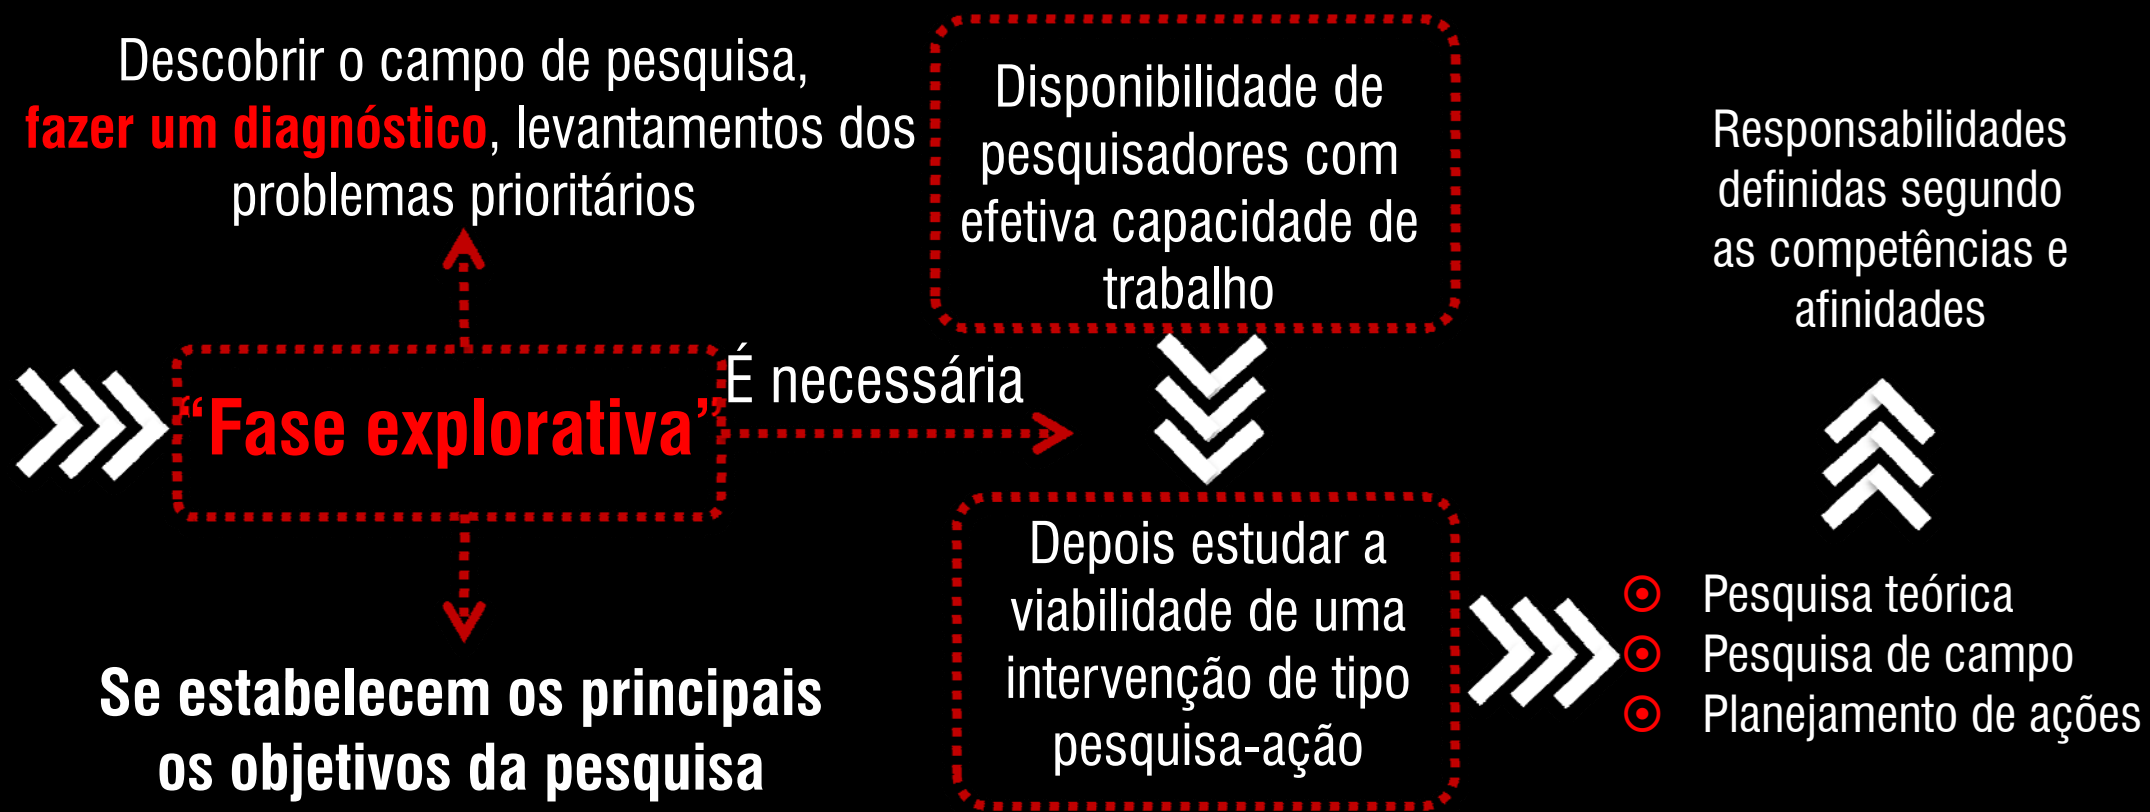 Descobrir o campo de pesquisa,
fazer um diagnóstico, levantamentos dos
problemas prioritários
“Fase explorativa”
Se estabelecem os principais
os objetivos da pesquisa
É necessária
Disponibilidade de
pesquisadores com
efetiva capacidade de
trabalho
Depois estudar a
viabilidade de uma
intervenção de tipo
pesquisa-ação
Responsabilidades
definidas segundo
as competências e
afinidades
Pesquisa teórica
Pesquisa de campo
Planejamento de ações